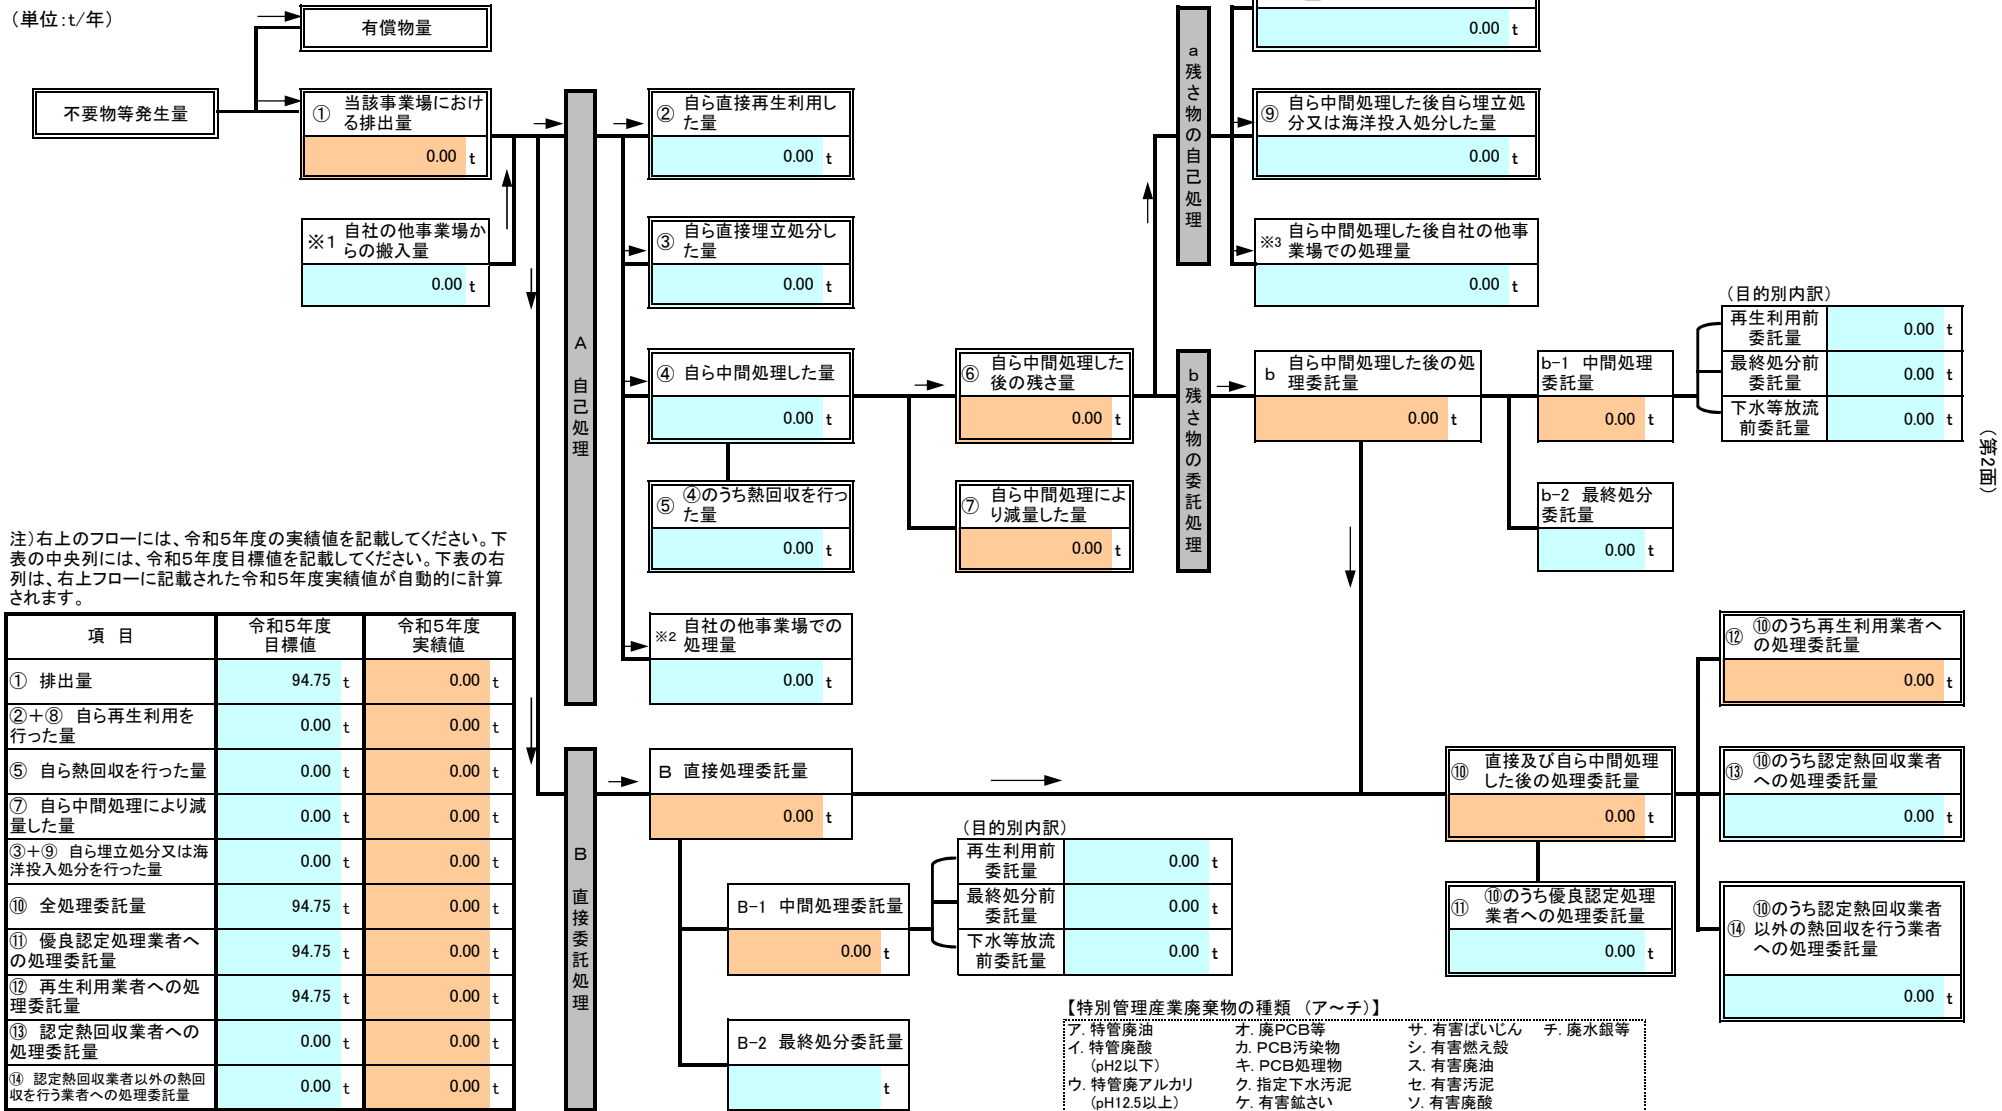 (単位:t/年)
有償物量
不要物等発生量
① 当該事業場におけ
る排出量
0.00 t
※1 自社の他事業場か
らの搬入量
0.00 t
A 自己処理
② 自ら直接再生利用し
た量
0.00 t
③ 自ら直接埋立処分し
た量
0.00 t
④ 自ら中間処理した量
0.00 t
⑤ ④のうち熱回収を行っ
た量
0.00 t
※2 自社の他事業場での
処理量
0.00 t
⑥ 自ら中間処理した
後の残さ量
0.00 t
⑦ 自ら中間処理によ
り減量した量
0.00 t
a 残さ物の自己処理
0.00 t
⑨ 自ら中間処理した後自ら埋立処
分又は海洋投入処分した量
0.00 t
※3 自ら中間処理した後自社の他事
業場での処理量
0.00 t
b 残さ物の委託処理
b 自ら中間処理した後の処
理委託量
0.00 t
b-1 中間処理
委託量
0.00 t
(目的別内訳)
再生利用前
委託量 0.00 t
最終処分前
委託量 0.00 t
下水等放流
前委託量 0.00 t
b-2 最終処分
委託量
0.00 t
(第2面)
注)右上のフローには、令和5年度の実績値を記載してください。下
表の中央列には、令和5年度目標値を記載してください。下表の右
列は、右上フローに記載された令和5年度実績値が自動的に計算
されます。
項 目 令和5年度 目標値 令和5年度 実績値
① 排出量 94.75 t 0.00 t
②+⑧ 自ら再生利用を
行った量 0.00 t 0.00 t
⑤ 自ら熱回収を行った量 0.00 t 0.00 t
⑦ 自ら中間処理により減
量した量 0.00 t 0.00 t
③+⑨ 自ら埋立処分又は海
洋投入処分を行った量 0.00 t 0.00 t
⑩ 全処理委託量 94.75 t 0.00 t
⑪ 優良認定処理業者へ
の処理委託量 94.75 t 0.00 t
⑫ 再生利用業者への処
理委託量 94.75 t 0.00 t
⑬ 認定熱回収業者への
処理委託量 0.00 t 0.00 t
⑭ 認定熱回収業者以外の熱回
収を行う業者への処理委託量 0.00 t 0.00 t
B 直接委託処理
B 直接処理委託量
0.00 t
B-1 中間処理委託量
0.00 t
(目的別内訳)
再生利用前
委託量 0.00 t
最終処分前
委託量 0.00 t
下水等放流
前委託量 0.00 t
B-2 最終処分委託量
t
⑩ 直接及び自ら中間処理
した後の処理委託量
0.00 t
⑪ ⑩のうち優良認定処理
業者への処理委託量
0.00 t
⑫ ⑩のうち再生利用業者へ
の処理委託量
0.00 t
⑬ ⑩のうち認定熱回収業者
への処理委託量
0.00 t
⑭ ⑩のうち認定熱回収業者
以外の熱回収を行う業者
への処理委託量
0.00 t
【特別管理産業廃棄物の種類 (ア~チ)】
ア. 特管廃油 オ. 廃PCB等 サ. 有害ばいじん チ. 廃水銀等
イ. 特管廃酸 カ. PCB汚染物 シ. 有害燃え殻
(pH2以下) キ. PCB処理物 ス. 有害廃油
ウ. 特管廃アルカリ ク. 指定下水汚泥 セ. 有害汚泥
(pH12.5以上) ケ. 有害鉱さい ソ. 有害廃酸